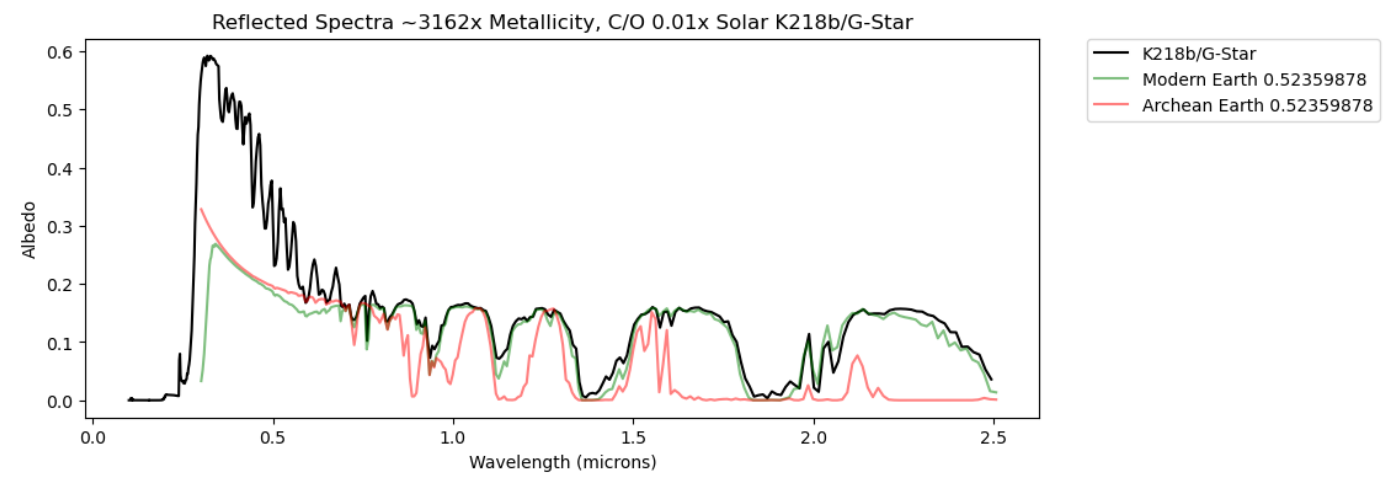 Reflected Spectra ~3162x Metallicity, C/O 0.01x Solar K218b/G-Star
K218b/G-Star
Modern Earth 0.52359878
Archean Earth 0.52359878
0.6
0.5
0.4
0.3
0.2
0.1
0.0
Albedo
0.0 0.5 1.0 1.5 2.0 2.5
Wavelength (microns)